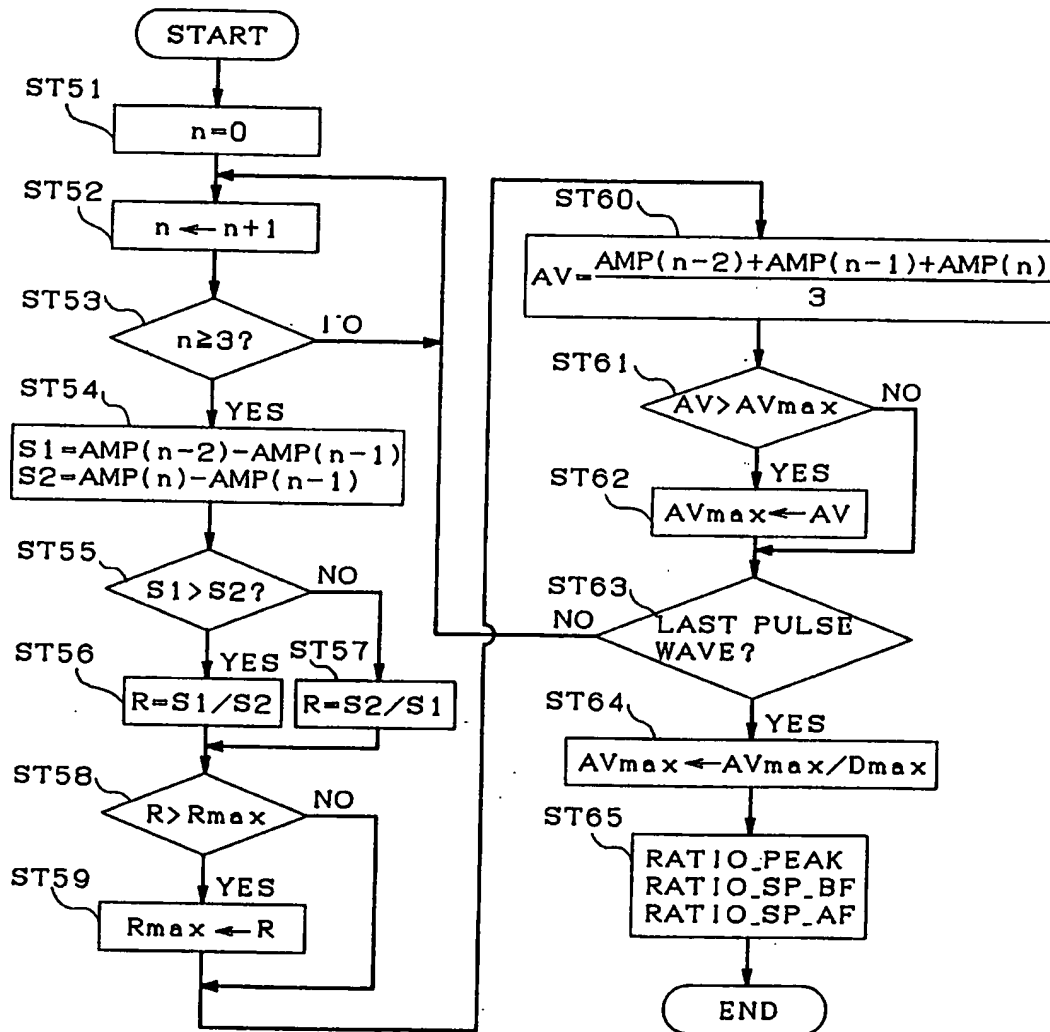 START
ST51
n=0
ST52
n ← n+1
ST53
n≥3?
YES
ST54
S1=AMP(n-2)-AMP(n-1)
S2=AMP(n)-AMP(n-1)
ST55
S1>S2?
NO
YES
ST56
R=S1/S2
ST57
R=S2/S1
ST58
R>Rmax
NO
YES
ST59
Rmax ← R
ST60
AV=AMP(n-2)+AMP(n-1)+AMP(n)
3
ST61
AV>AVmax
NO
YES
ST62
AVmax←AV
ST63
NO
LAST PULSE
WAVE?
YES
ST64
AVmax←AVmax/Dmax
ST65
RATIO_PEAK
RATIO_SP_BF
RATIO_SP_AF
END